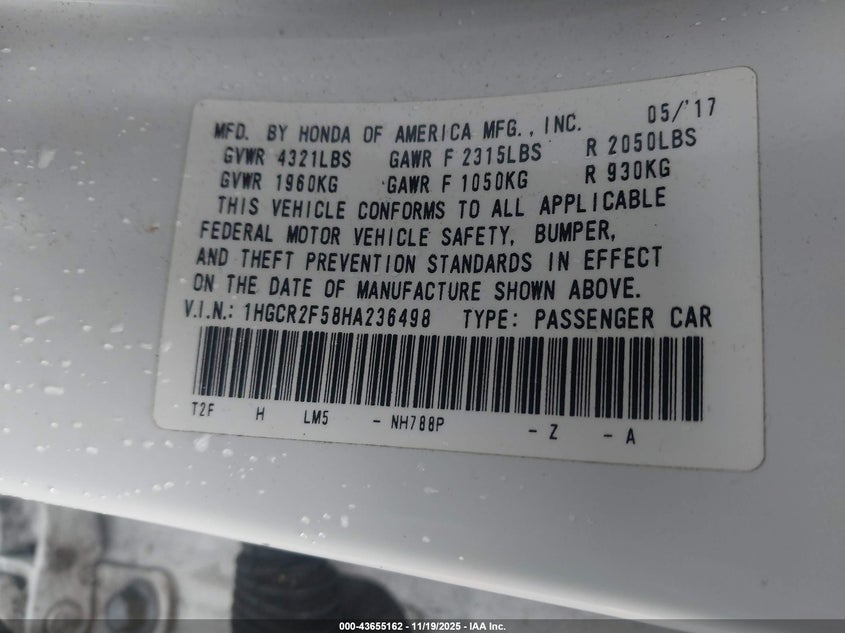 MFD. BY HONDA OF AMERICA MFG., INC. 05/'17
GVWR 4321LBS GAWR F 2315LBS R 2050LBS
GVWR 1960KG GAWR F 1050KG R 930KG
THIS VEHICLE CONFORMS TO ALL APPLICABLE
FEDERAL MOTOR VEHICLE SAFETY, BUMPER,
AND THEFT PREVENTION STANDARDS IN EFFECT
ON THE DATE OF MANUFACTURE SHOWN ABOVE.
V.I.N.: 1HGCR2F58HA236498 TYPE: PASSENGER CAR
T2F H LM5 - NH788P - Z - A
000-43655162 - 11/19/2025 - IAA Inc.